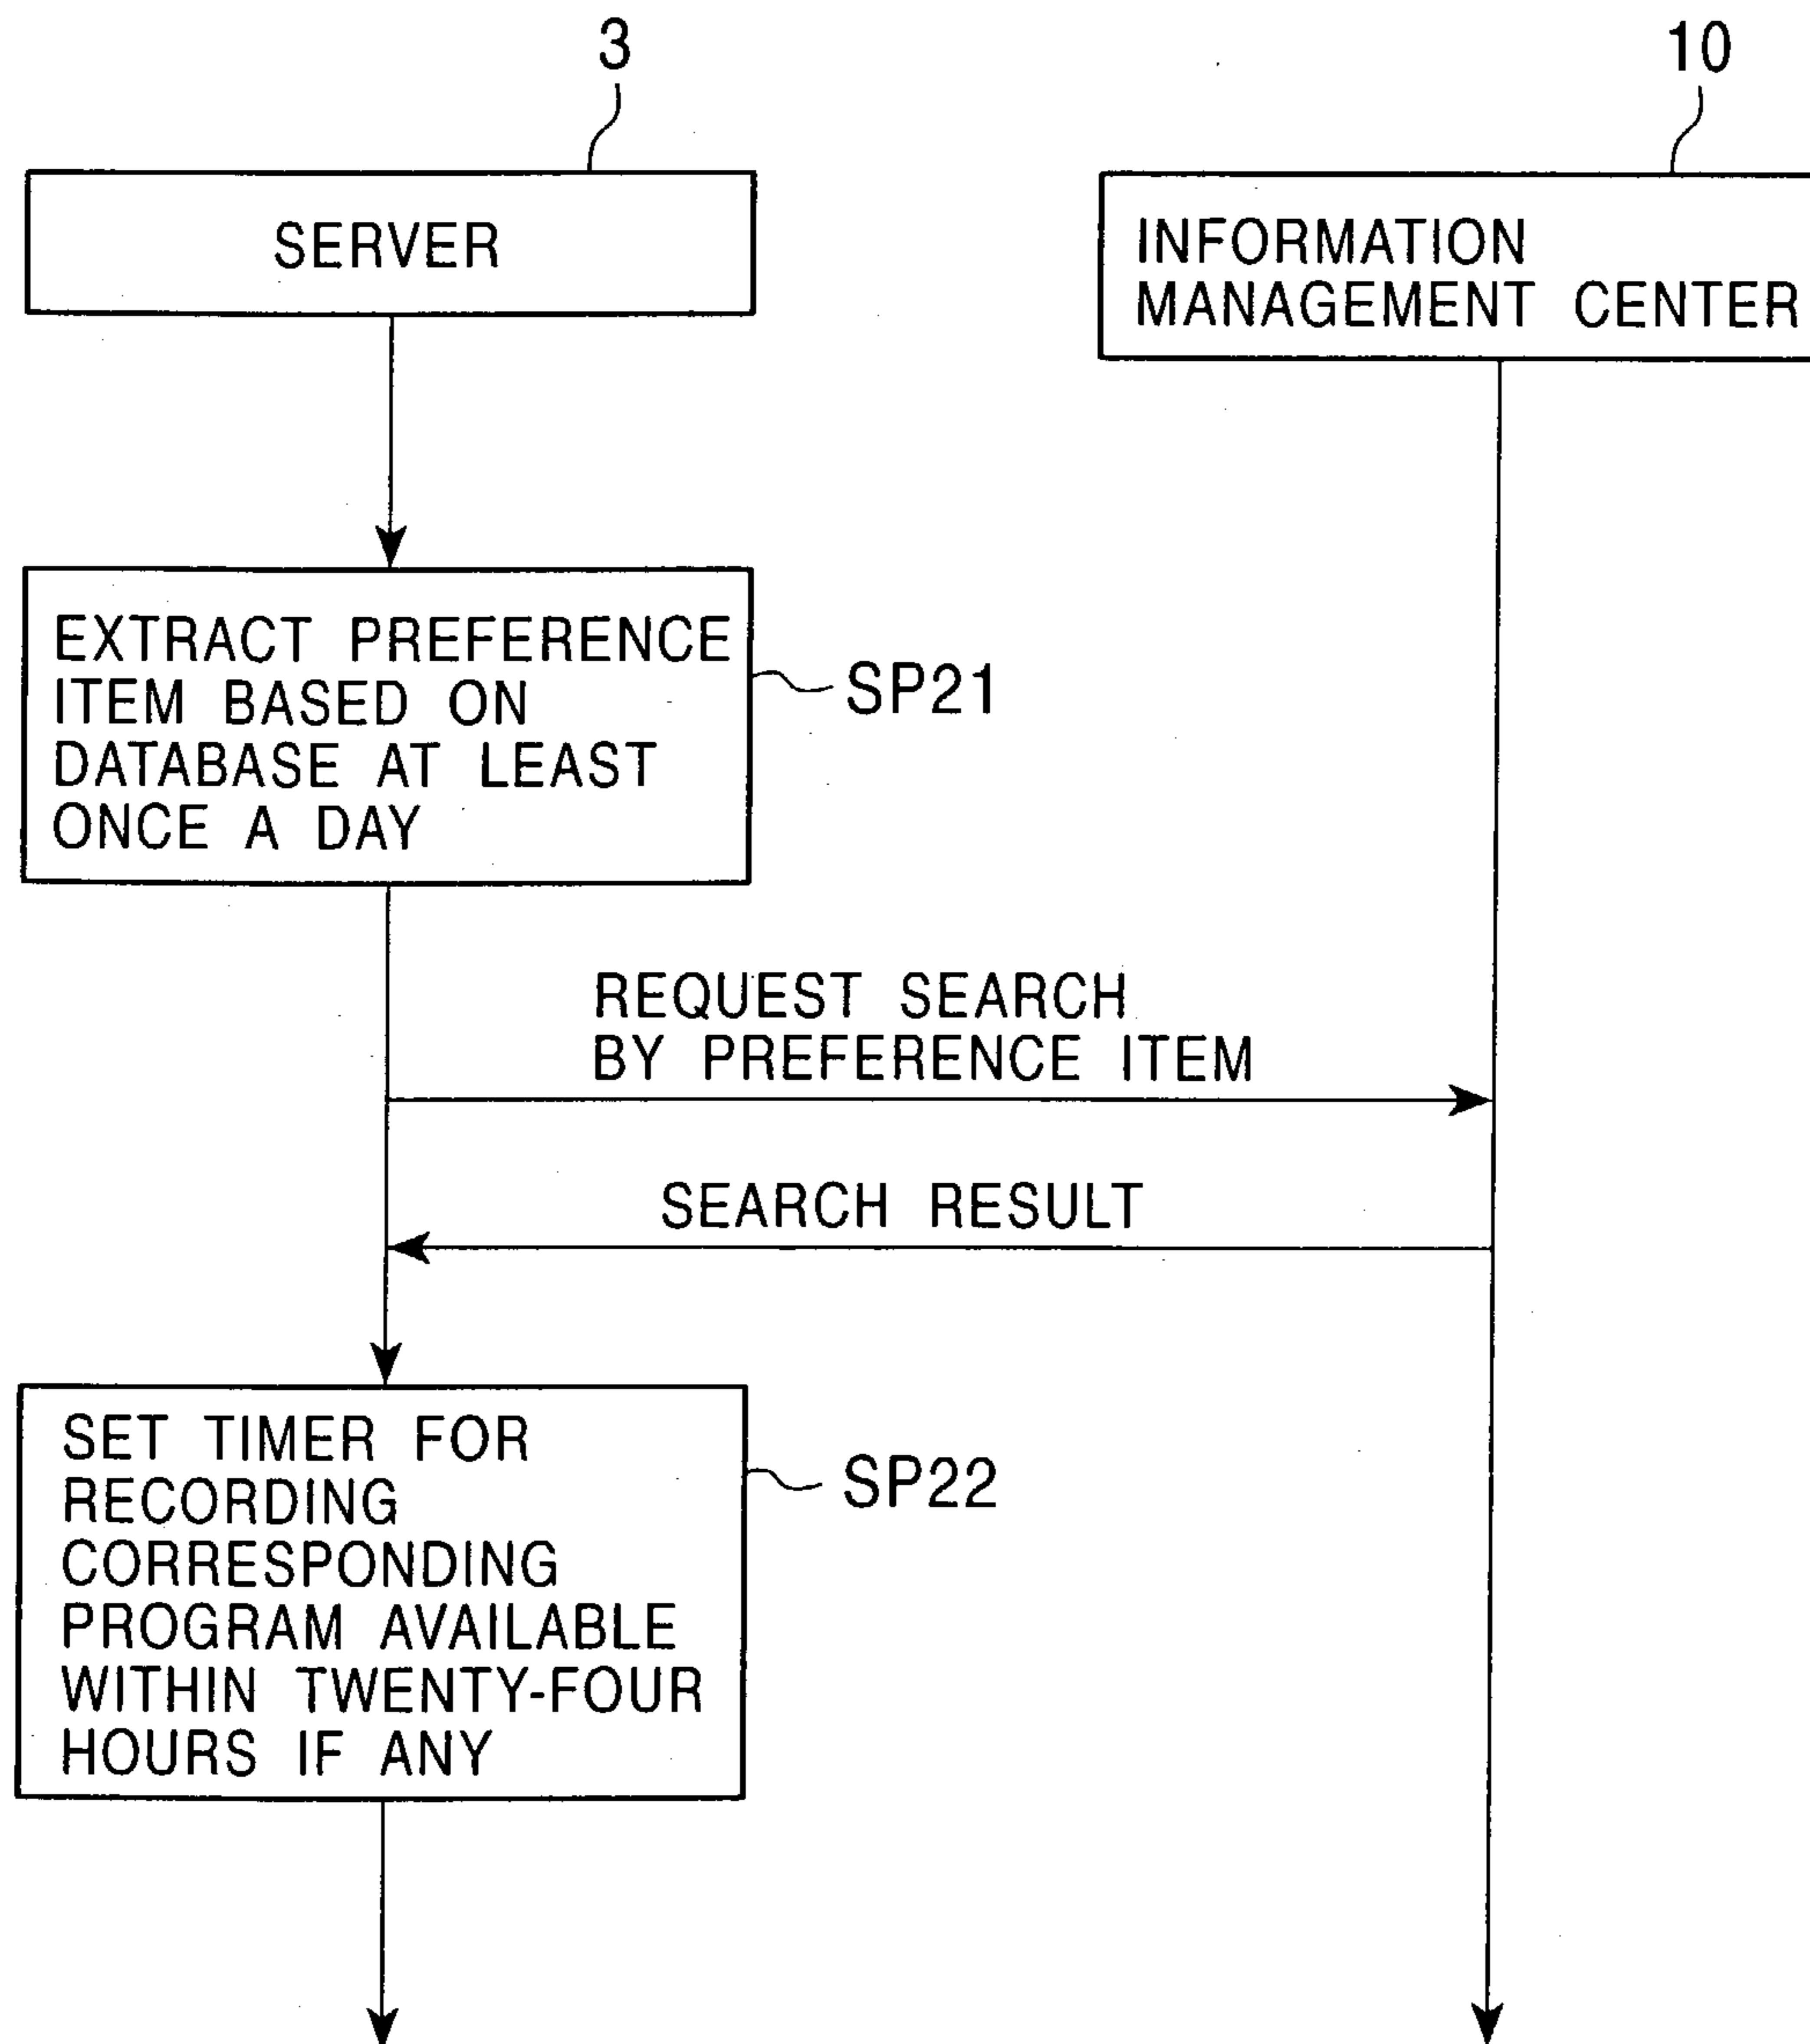 3
10
SERVER
INFORMATION
MANAGEMENT CENTER
EXTRACT PREFERENCE
ITEM BASED ON
DATABASE AT LEAST
ONCE A DAY
SP21
REQUEST SEARCH
BY PREFERENCE ITEM
SEARCH RESULT
SET TIMER FOR
RECORDING
CORRESPONDING
PROGRAM AVAILABLE
WITHIN TWENTY-FOUR
HOURS IF ANY
SP22